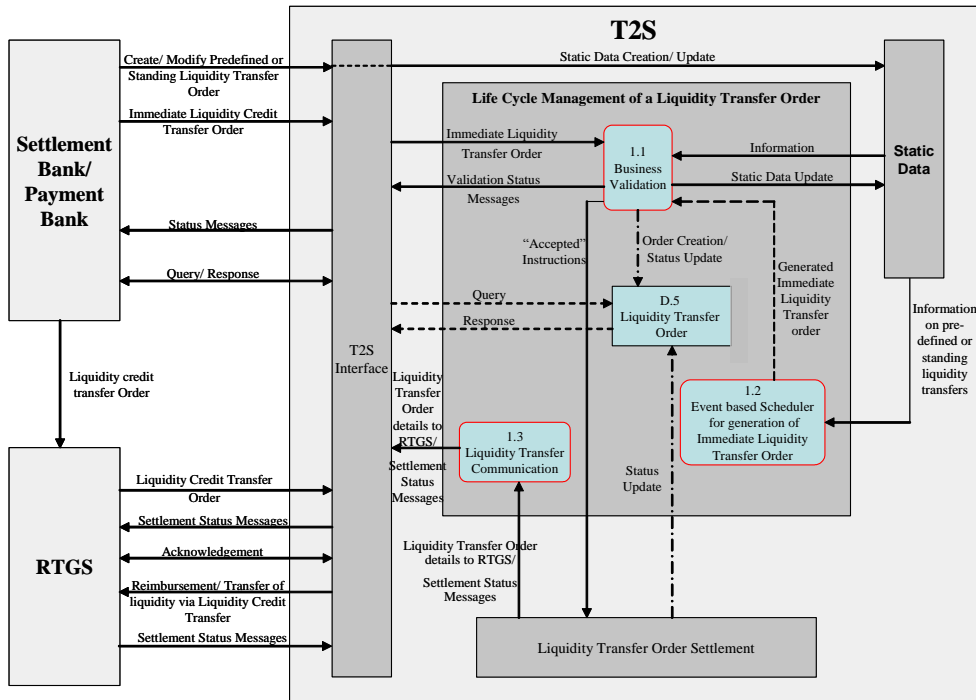 T2S
Create/ Modify Predefined or
Standing Liquidity Transfer
Order
Static Data Creation/ Update
Immediate Liquidity Credit
Transfer Order
Settlement
Bank/
Payment
Bank
Status Messages
Query/ Response
Life Cycle Management of a Liquidity Transfer Order
Immediate Liquidity
Transfer Order
Validation Status
Messages
1.1
Business
Validation
Information
Static Data Update
Static
Data
"Accepted"
Instructions
Order Creation/
Status Update
Generated
Immediate
Liquidity
Transfer
order
Query
Response
D.5
Liquidity Transfer
Order
Information
on pre-
defined or
standing
liquidity
transfers
T2S
Interface
Liquidity credit
transfer Order
Liquidity
Transfer
Order
details to
RTGS/
Settlement
Status
Messages
1.3
Liquidity Transfer
Communication
1.2
Event based Scheduler
for generation of
Immediate Liquidity
Transfer Order
Status
Update
RTGS
Liquidity Credit Transfer
Order
Settlement Status Messages
Acknowledgement
Reimbursement/ Transfer of
liquidity via Liquidity Credit
Transfer
Settlement Status Messages
Liquidity Transfer Order
details to RTGS/
Settlement Status
Messages
Liquidity Transfer Order Settlement